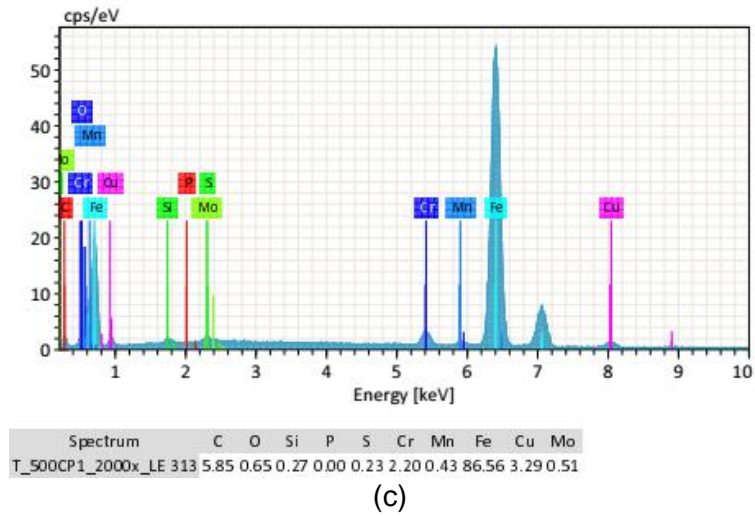 cps/eV
50
40
30
20
10
0
O
Mn
o
Cr Cu P S
C Fe Si Mo Cr Mn Fe Cu
1 2 3 4 5 6 7 8 9 10
Energy [keV]
Spectrum C O Si P S Cr Mn Fe Cu Mo
T_500CP1_2000x_LE 313 5.85 0.65 0.27 0.00 0.23 2.20 0.43 86.56 3.29 0.51
(c)